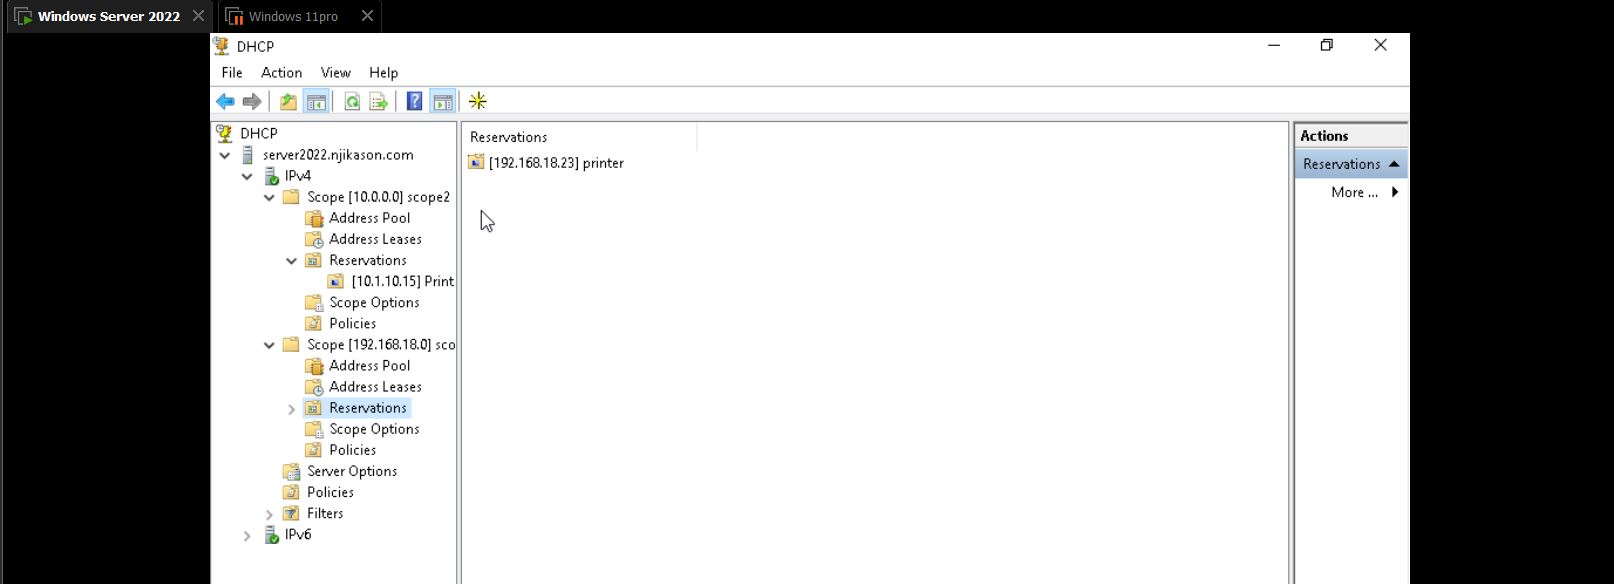 Windows Server 2022
Windows 11pro
DHCP
File Action View Help
DHCP
server2022.njikason.com
IPv4
Scope [10.0.0.0] scope2
Address Pool
Address Leases
Reservations
[10.1.10.15] Print
Scope Options
Policies
Scope [192.168.18.0] sco
Address Pool
Address Leases
Reservations
Scope Options
Policies
Server Options
Policies
Filters
IPv6
Reservations
[192.168.18.23] printer
Actions
Reservations
More ...